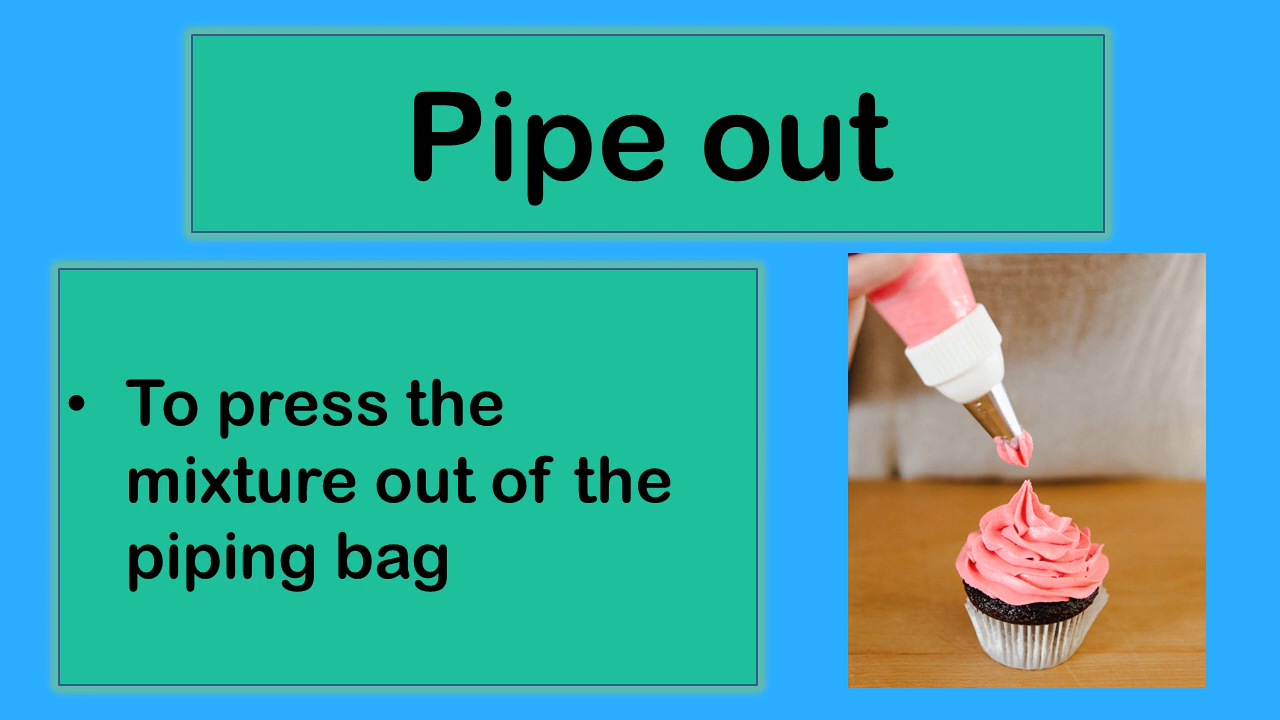 Pipe out
• To press the
mixture out of the
piping bag